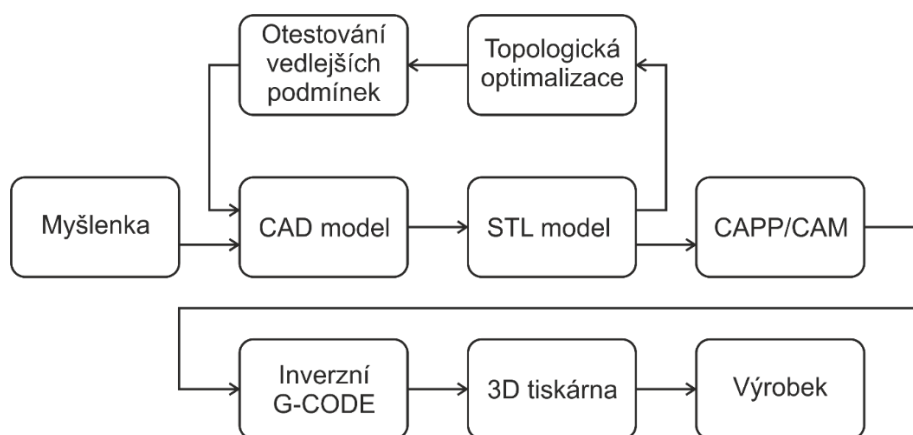 Otestování
vedlejších
podmínek
Topologická
optimalizace
Myšlenka
CAD model
STL model
CAPP/CAM
Inverzní
G-CODE
3D tiskárna
Výrobek